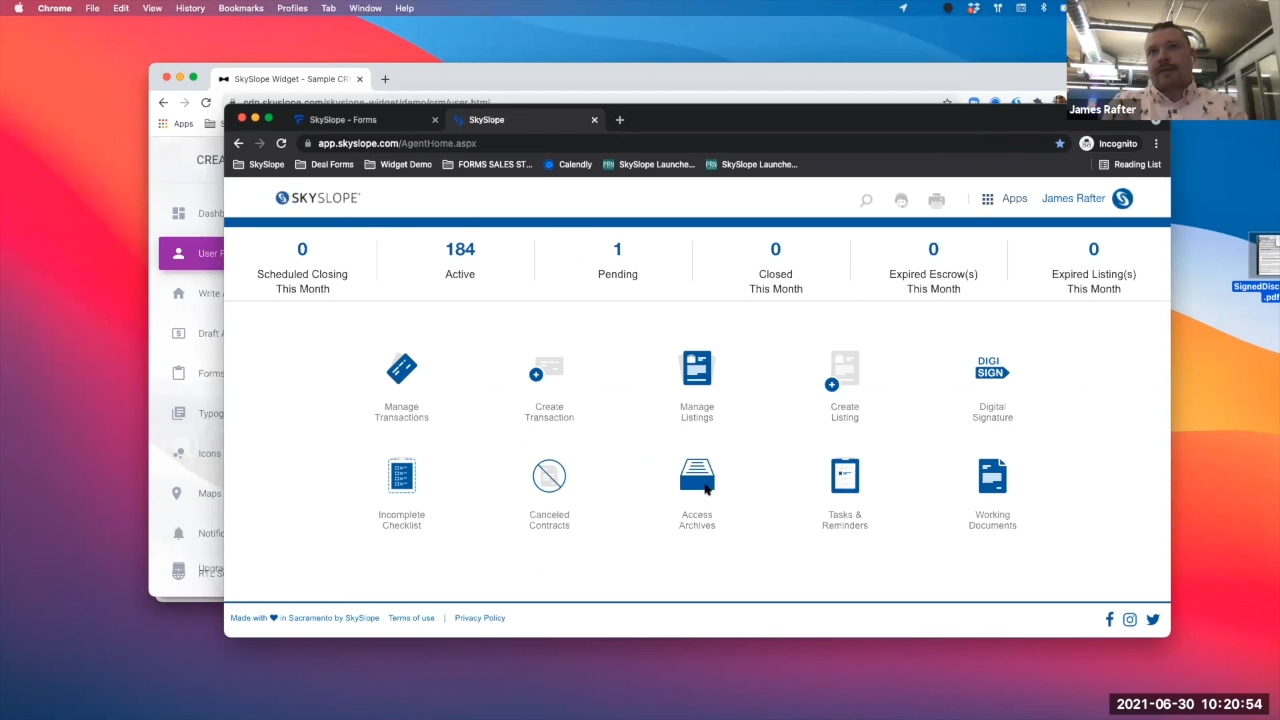 Chrome File Edit View History Bookmarks Profiles Tab Window Help
SkySlope Widget - Sample CR
James Rafter
SkySlope - Forms
SkySlope
Apps
app.skyslope.com/AgentHome.aspx
Incognito
SkySlope Deal Forms Widget Demo FORMS SALES ST... Calendly SkySlope Launche... SkySlope Launche... Reading List
CREA
SKYSLOPE
Apps James Rafter
Dashb
User P
Write
Draft A
Forms
Typog
Icons
Maps
Notific
0 184 1 0 0 0
Scheduled Closing This Month
Active
Pending
Closed This Month
Expired Escrow(s) This Month
Expired Listing(s) This Month
SignedDisc
.pdf
DIGI
SIGN
Manage Transactions
Create Transaction
Manage Listings
Create Listing
Digital Signature
Incomplete Checklist
Canceled Contracts
Access Archives
Tasks & Reminders
Working Documents
Made with ❤ in Sacramento by SkySlope Terms of use | Privacy Policy
2021-06-30 10:20:54